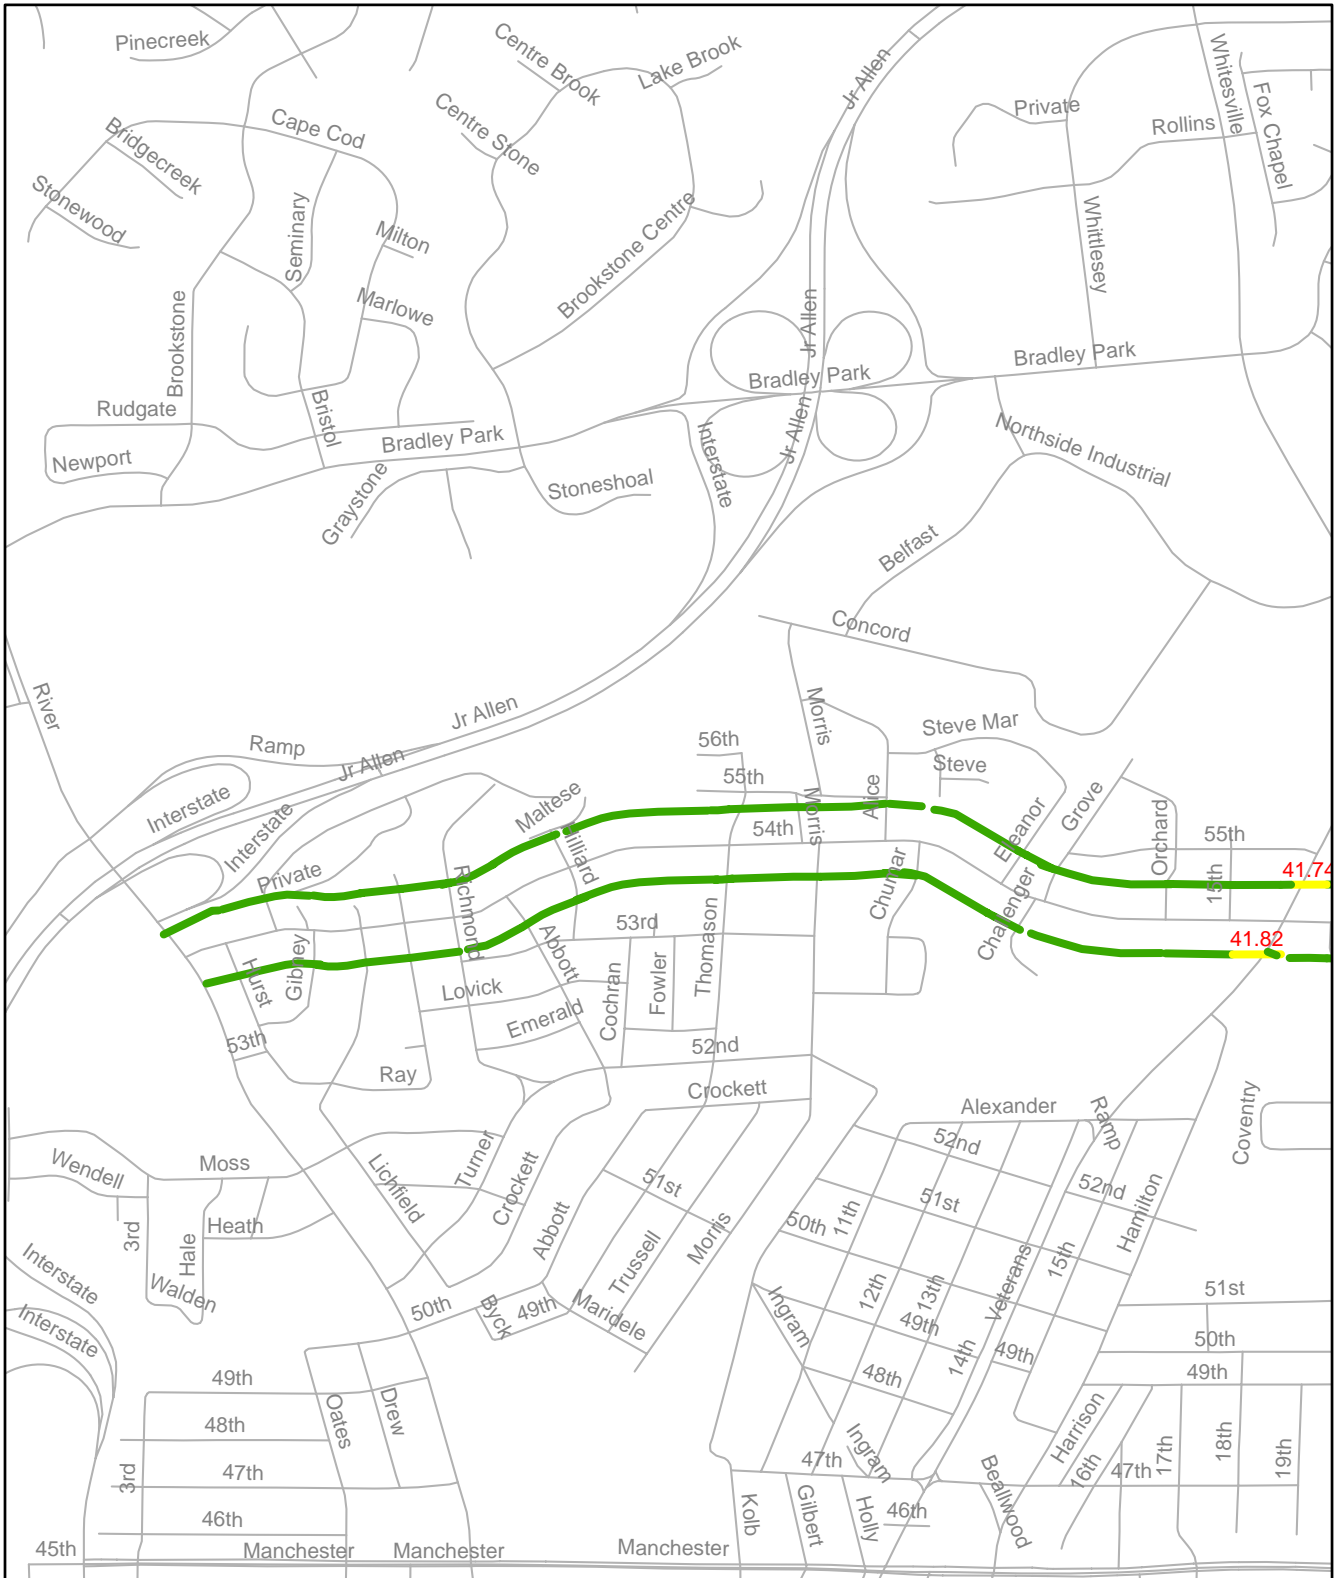 Pinecreek
Centre Brook
Lake Brook
Jr Allen
Whitesville
Fox Chapel
Private
Rollins
Centre Stone
Cape Cod
Bridgecreek
Stonewood
Seminary
Milton
Marlowe
Brookstone Centre
Whittlesey
Brookstone
Jr Allen
Bradley Park
Bradley Park
Rudgate
Bristol
Bradley Park
Jr Allen
Interstate
Northside Industrial
Newport
Graystone
Stoneshoal
Belfast
Concord
River
Jr Allen
Morris
Steve Mar
Ramp
Jr Allen
56th
55th
Steve
Interstate
Interstate
Maltese
Hilliard
54th
Morris
Alice
Eleanor
Grove
Orchard
55th
15th
41.74
Private
Richmond
Chumar
Challenger
41.82
53rd
Abbott
Thomason
Hurst
Gibney
Lovick
Cochran
Fowler
Emerald
53th
52nd
Ray
Crockett
Alexander
Ramp
Coventry
Wendell
Moss
Lichfield
Turner
Crockett
51st
52nd
51st
52nd
3rd
Hale
Heath
Abbott
Trussell
Morris
50th
11th
Hamilton
Interstate
Walden
Interstate
50th
Byck
49th
Maridele
Ingram
12th
13th
49th
Veterans
15th
51st
50th
49th
49th
48th
14th
49th
Oates
Drew
48th
47th
3rd
46th
45th
Manchester
Manchester
Manchester
47th
Ingram
Kolb
Gilbert
Holly
46th
Beallwood
Harrison
16th
47th
17th
18th
19th